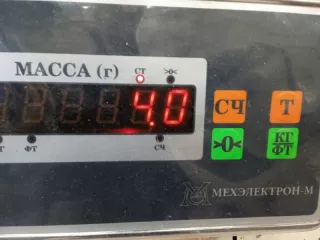 МАССА (г)
СТ >0<
4.0
СЧ Т
Г ФТ СЧ
>0< КГ
ФТ
МЕХЭЛЕКТРОН-М